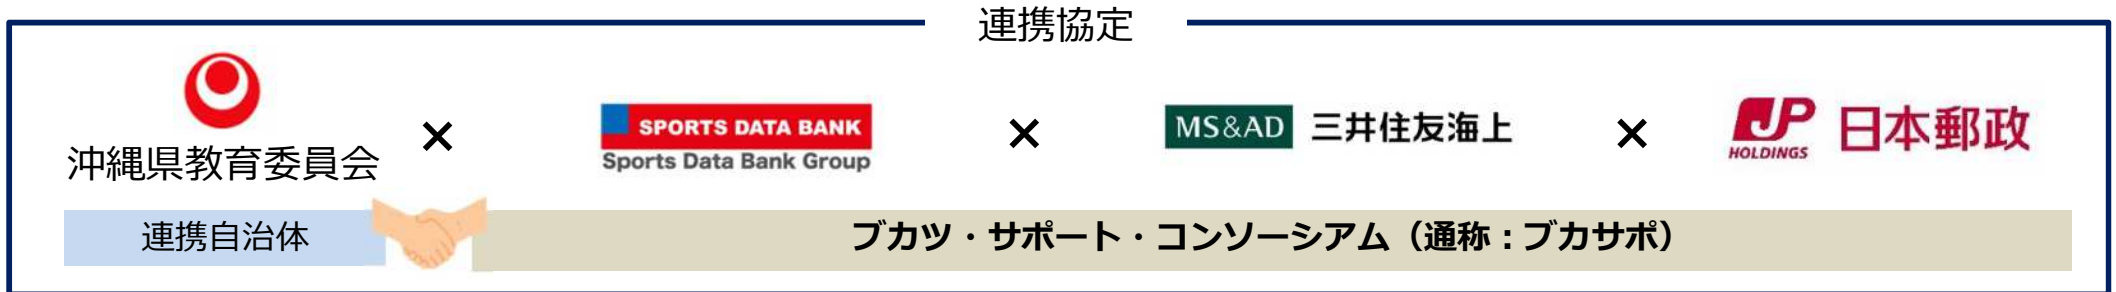 連携協定
沖縄県教育委員会
×
SPORTS DATA BANK
Sports Data Bank Group
×
MS&AD 三井住友海上
×
JP
HOLDINGS
日本郵政
連携自治体
ブカツ・サポート・コンソーシアム（通称：ブカサポ）